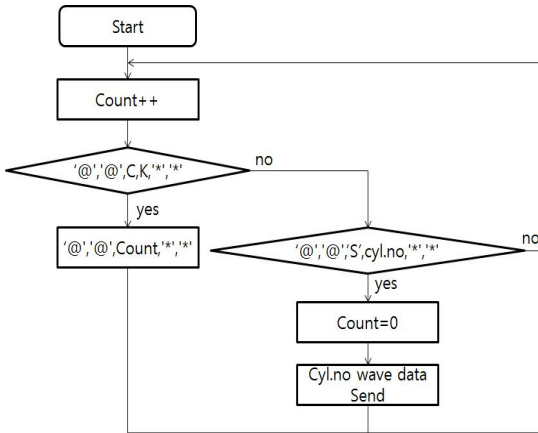 Start
Count++
‘@’,‘@’,C,K,'*’,'*’
no
yes
‘@’,‘@’,Count,'*’,'*’
‘@’,‘@’,‘S’,cyl.no,'*’,'*’
no
yes
Count=0
Cyl.no wave data
Send